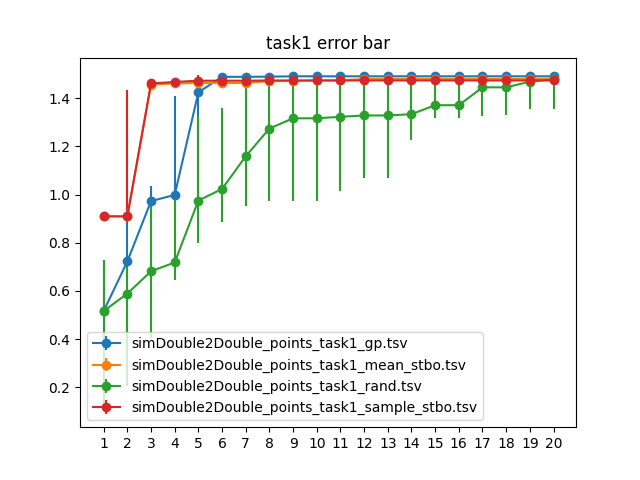 task1 error bar
1.4
1.2
1.0
0.8
0.6
0.4
0.2
simDouble2Double_points_task1_gp.tsv
simDouble2Double_points_task1_mean_stbo.tsv
simDouble2Double_points_task1_rand.tsv
simDouble2Double_points_task1_sample_stbo.tsv
1 2 3 4 5 6 7 8 9 10 11 12 13 14 15 16 17 18 19 20